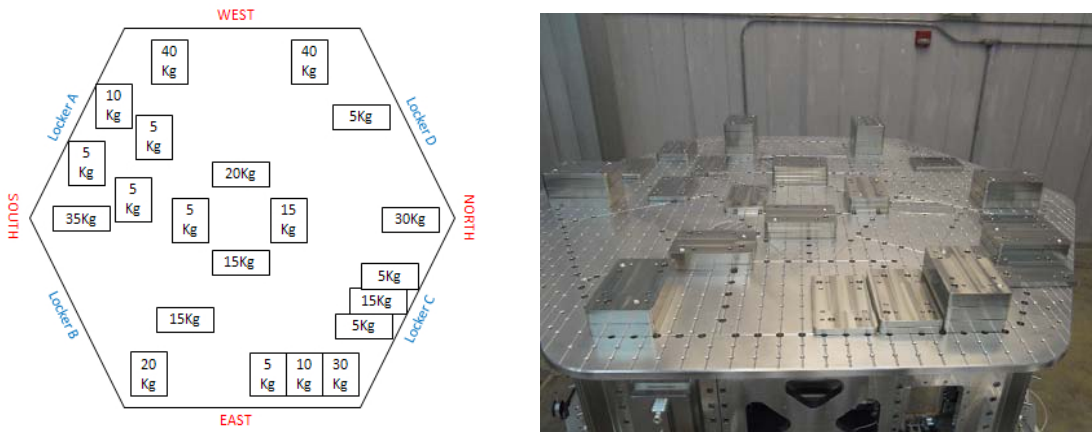 WEST
40
Kg
40
Kg
10
Kg
5Kg
5
Kg
Locker A
Locker D
5
Kg
20Kg
5
Kg
SOUTH
35Kg
5
Kg
15
Kg
30Kg
NORTH
15Kg
5Kg
15Kg
5Kg
Locker B
Locker C
15Kg
20
Kg
5
Kg
10
Kg
30
Kg
EAST